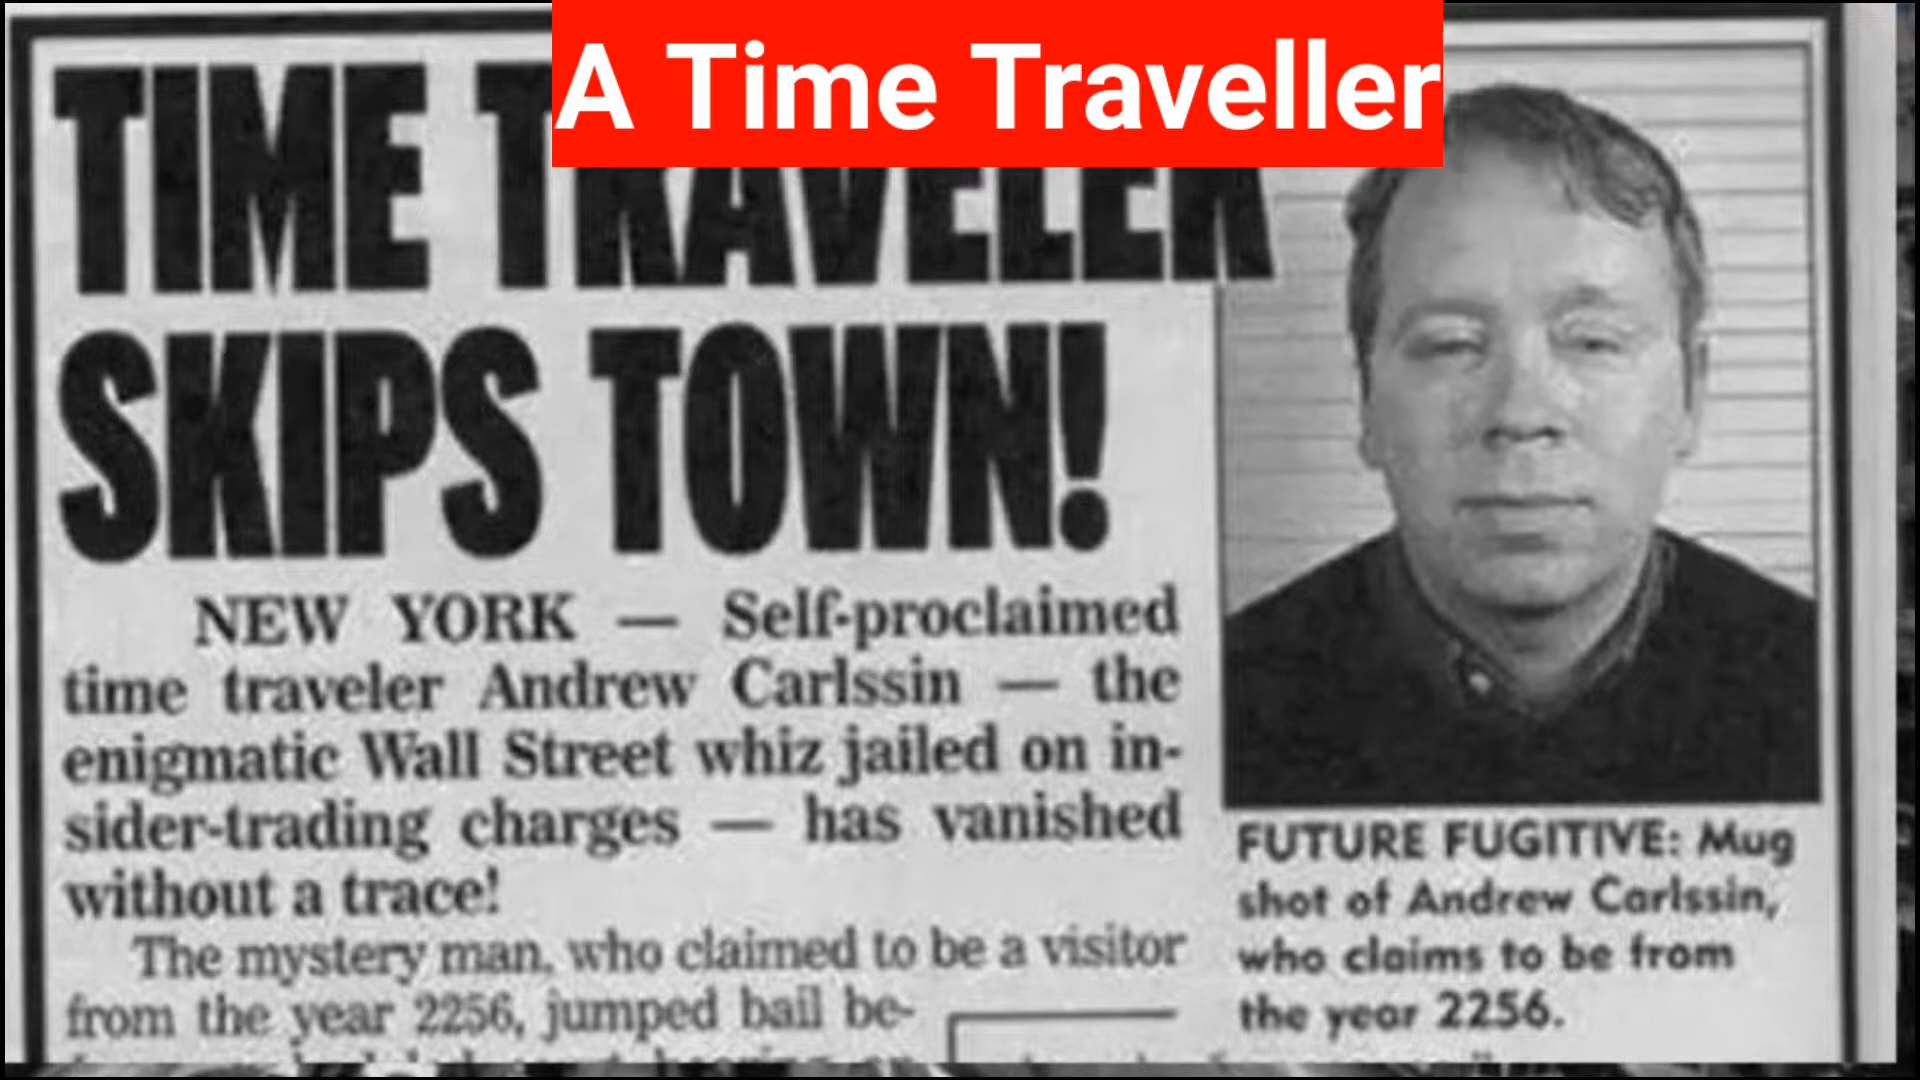 A Time Traveller
TIME TRAVELER
SKIPS TOWN!
NEW YORK — Self-proclaimed
time traveler Andrew Carlssin — the
enigmatic Wall Street whiz jailed on in-
sider-trading charges — has vanished
without a trace!
The mystery man, who claimed to be a visitor
from the year 2256, jumped bail be-
FUTURE FUGITIVE: Mug
shot of Andrew Carlssin,
who claims to be from
the year 2256.